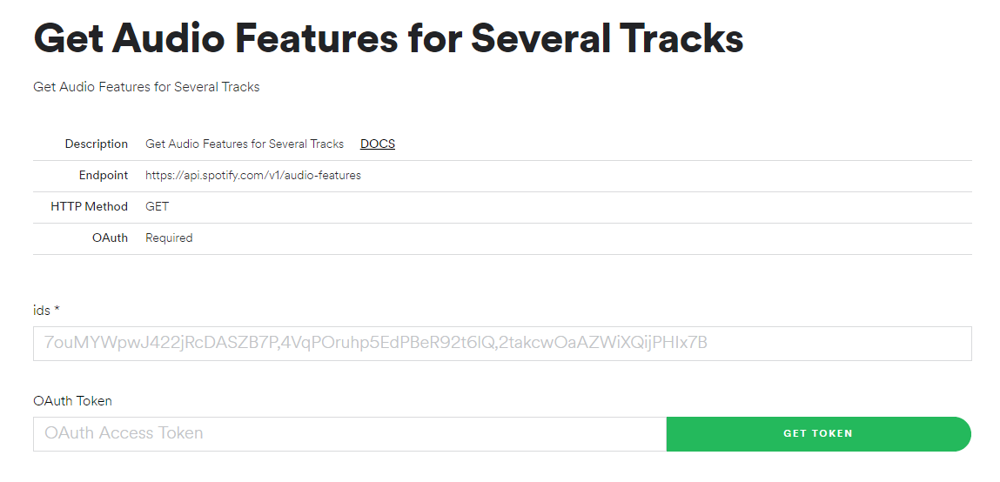 Get Audio Features for Several Tracks
Get Audio Features for Several Tracks
Description Get Audio Features for Several Tracks DOCS
Endpoint https://api.spotify.com/v1/audio-features
HTTP Method GET
OAuth Required
ids *
7ouMYWpwJ422jRcDASZB7P,4VqPOruhp5EdPBeR92t6lQ,2takcwOaAZWiXQijPHIx7B
OAuth Token
OAuth Access Token GET TOKEN